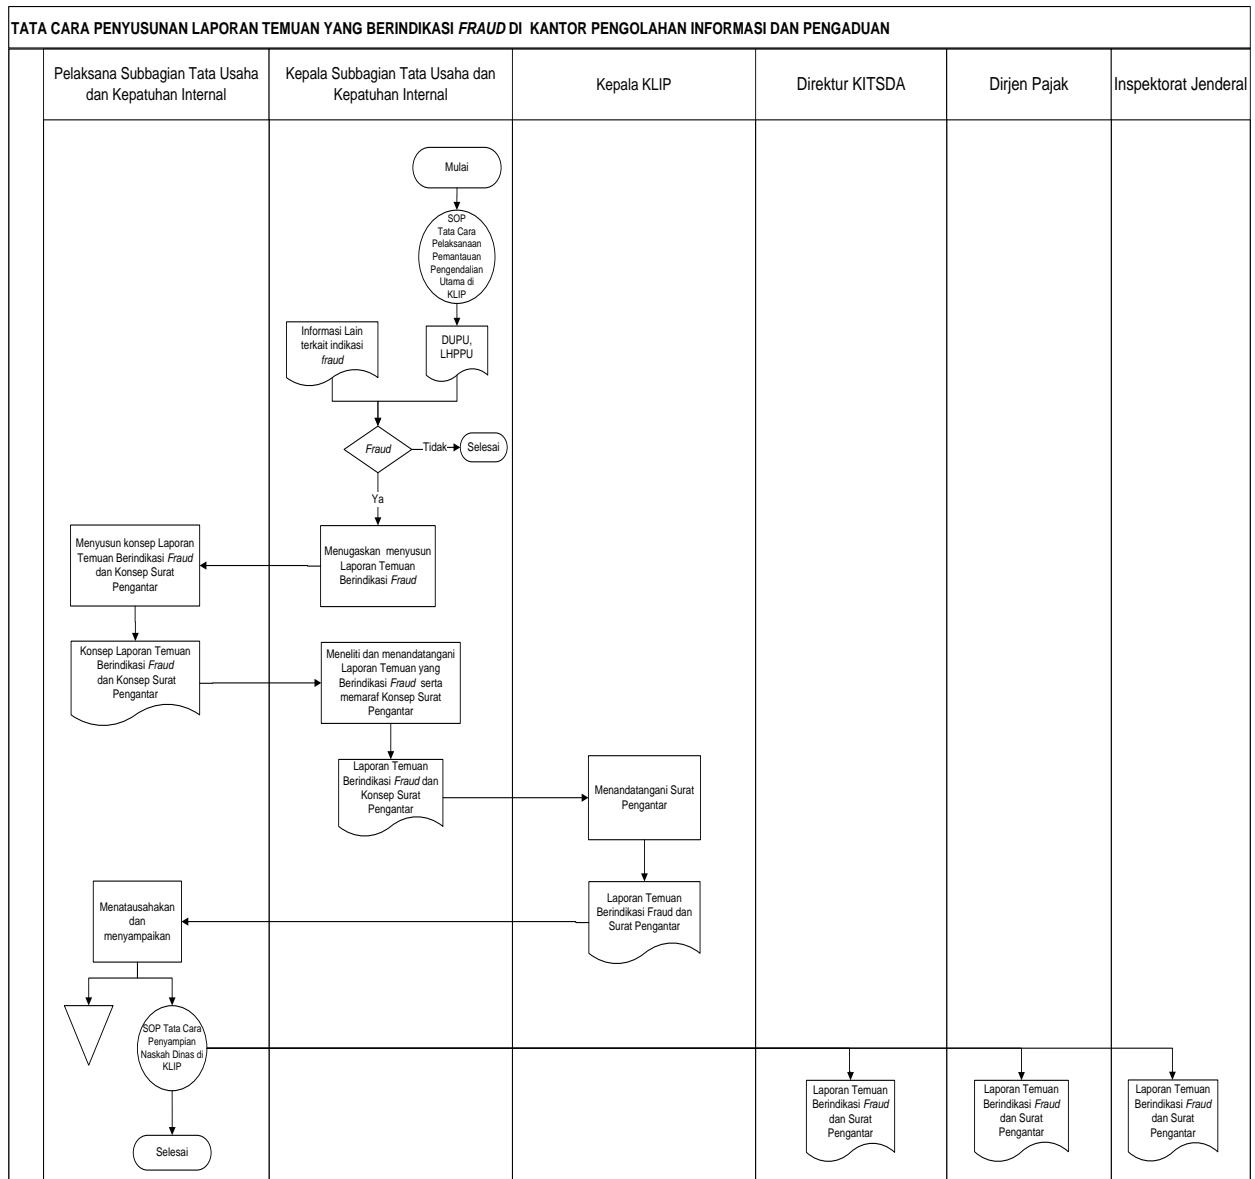 TATA CARA PENYUSUNAN LAPORAN TEMUAN YANG BERINDIKASI FRAUD DI KANTOR PENGOLAHAN INFORMASI DAN PENGADUAN
Pelaksana Subbagian Tata Usaha
dan Kepatuhan Internal
Kepala Subbagian Tata Usaha dan
Kepatuhan Internal
Kepala KLIP
Direktur KITSDA
Dirjen Pajak
Inspektorat Jenderal
Mulai
SOP
Tata Cara
Pelaksanaan
Pemantauan
Pengendalian
Utama di
KLIP
Informasi Lain
terkait indikasi
fraud
DUPU,
LHPPU
Fraud
Tidak
Selesai
Ya
Menugaskan menyusun
Laporan Temuan
Berindikasi Fraud
Menyusun konsep Laporan
Temuan Berindikasi Fraud
dan Konsep Surat
Pengantar
Konsep Laporan Temuan
Berindikasi Fraud
dan Konsep Surat
Pengantar
Meneliti dan menandatangani
Laporan Temuan yang
Berindikasi Fraud serta
memaraf Konsep Surat
Pengantar
Laporan Temuan
Berindikasi Fraud dan
Konsep Surat
Pengantar
Menandatangani Surat
Pengantar
Laporan Temuan
Berindikasi Fraud dan
Surat Pengantar
Menatausahakan
dan
menyampaikan
SOP Tata Cara
Penyampian
Naskah Dinas di
KLIP
Selesai
Laporan Temuan
Berindikasi Fraud
dan Surat
Pengantar
Laporan Temuan
Berindikasi Fraud
dan Surat
Pengantar
Laporan Temuan
Berindikasi Fraud
dan Surat
Pengantar